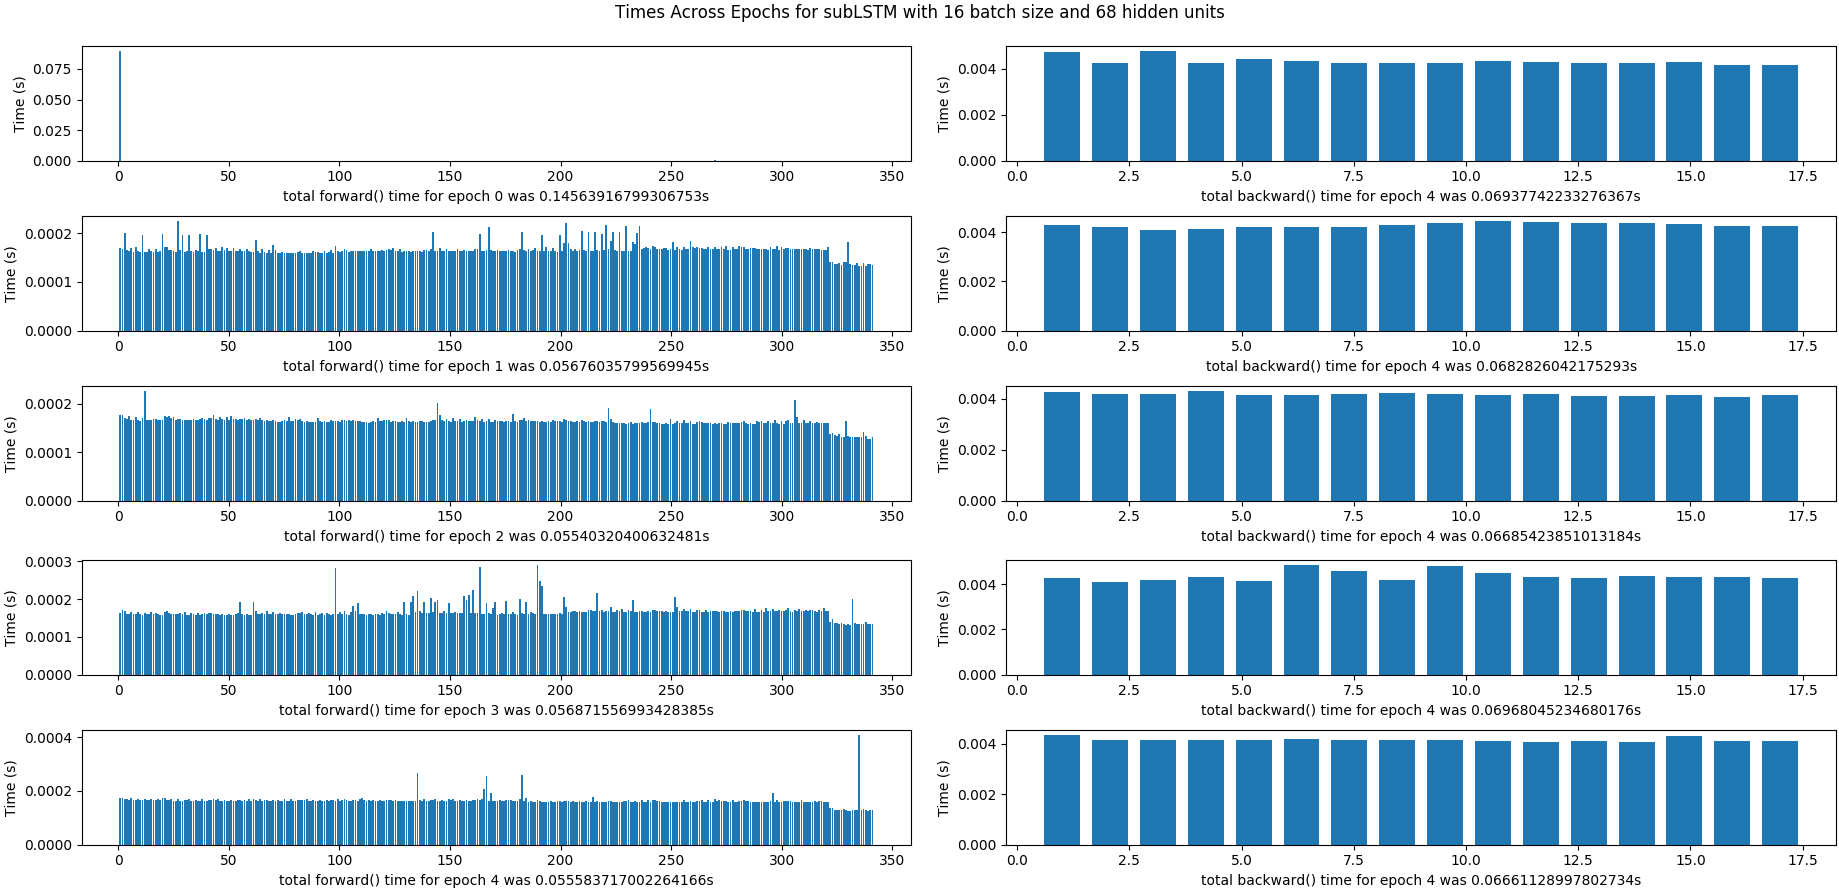 Times Across Epochs for subLSTM with 16 batch size and 68 hidden units
Time (s)
0.075
0.050
0.025
0.000
0 50 100 150 200 250 300 350
total forward() time for epoch 0 was 0.14563916799306753s
Time (s)
0.004
0.002
0.000
0.0 2.5 5.0 7.5 10.0 12.5 15.0 17.5
total backward() time for epoch 4 was 0.06937742233276367s
Time (s)
0.0002
0.0001
0.0000
0 50 100 150 200 250 300 350
total forward() time for epoch 1 was 0.05676035799569945s
Time (s)
0.004
0.002
0.000
0.0 2.5 5.0 7.5 10.0 12.5 15.0 17.5
total backward() time for epoch 4 was 0.0682826042175293s
Time (s)
0.0002
0.0001
0.0000
0 50 100 150 200 250 300 350
total forward() time for epoch 2 was 0.05540320400632481s
Time (s)
0.004
0.002
0.000
0.0 2.5 5.0 7.5 10.0 12.5 15.0 17.5
total backward() time for epoch 4 was 0.06685423851013184s
Time (s)
0.0003
0.0002
0.0001
0.0000
0 50 100 150 200 250 300 350
total forward() time for epoch 3 was 0.056871556993428385s
Time (s)
0.004
0.002
0.000
0.0 2.5 5.0 7.5 10.0 12.5 15.0 17.5
total backward() time for epoch 4 was 0.06968045234680176s
Time (s)
0.0004
0.0002
0.0000
0 50 100 150 200 250 300 350
total forward() time for epoch 4 was 0.055583717002264166s
Time (s)
0.004
0.002
0.000
0.0 2.5 5.0 7.5 10.0 12.5 15.0 17.5
total backward() time for epoch 4 was 0.06661128997802734s